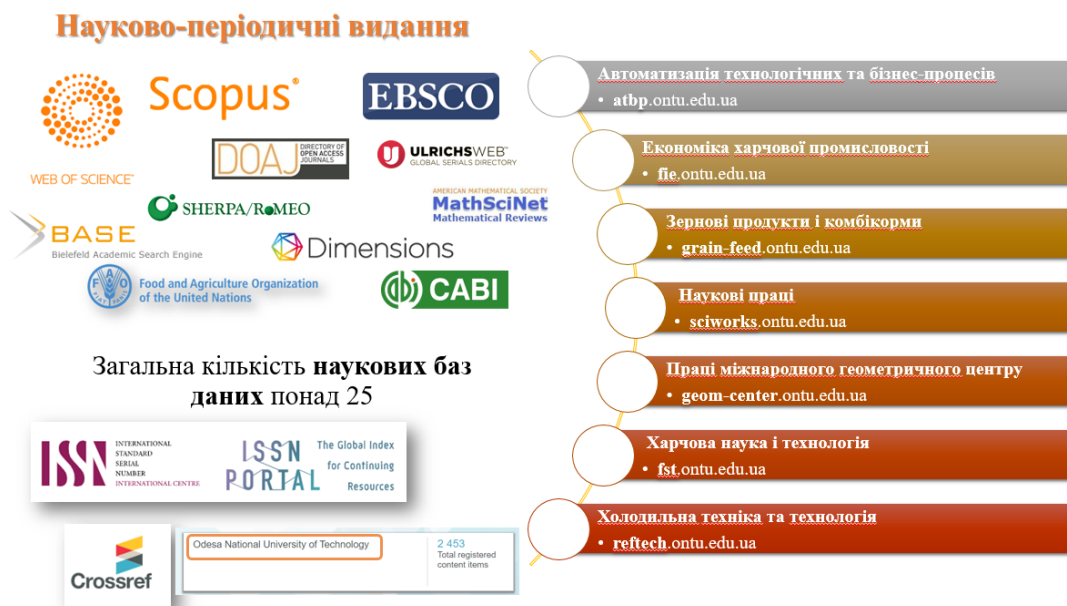 Науково-періодичні видання
WEB OF SCIENCE™
Scopus®
EBSCO
DOAJ
DIRECTORY OF
OPEN ACCESS
JOURNALS
ULRICHSWEB™
GLOBAL SERIALS DIRECTORY
SHERPA/RoMEO
AMERICAN MATHEMATICAL SOCIETY
MathSciNet
Mathematical Reviews
BASE
Bielefeld Academic Search Engine
Dimensions
FAO
FIAT PANIS
Food and Agriculture Organization
of the United Nations
CABI
Загальна кількість наукових баз
даних понад 25
ISSN
INTERNATIONAL
STANDARD
SERIAL
NUMBER
INTERNATIONAL CENTRE
ISSN
PORTAL
The Global Index
for Continuing
Resources
Crossref
Odesa National University of Technology
2 453
Total registered
content items
Автоматизація технологічних та бізнес-процесів
• atbp.ontu.edu.ua
Економіка харчової промисловості
• fie.ontu.edu.ua
Зернові продукти і комбікорми
• grain-feed.ontu.edu.ua
Наукові праці
• sciworks.ontu.edu.ua
Праці міжнародного геометричного центру
• geom-center.ontu.edu.ua
Харчова наука і технологія
• fst.ontu.edu.ua
Холодильна техніка та технологія
• reftech.ontu.edu.ua